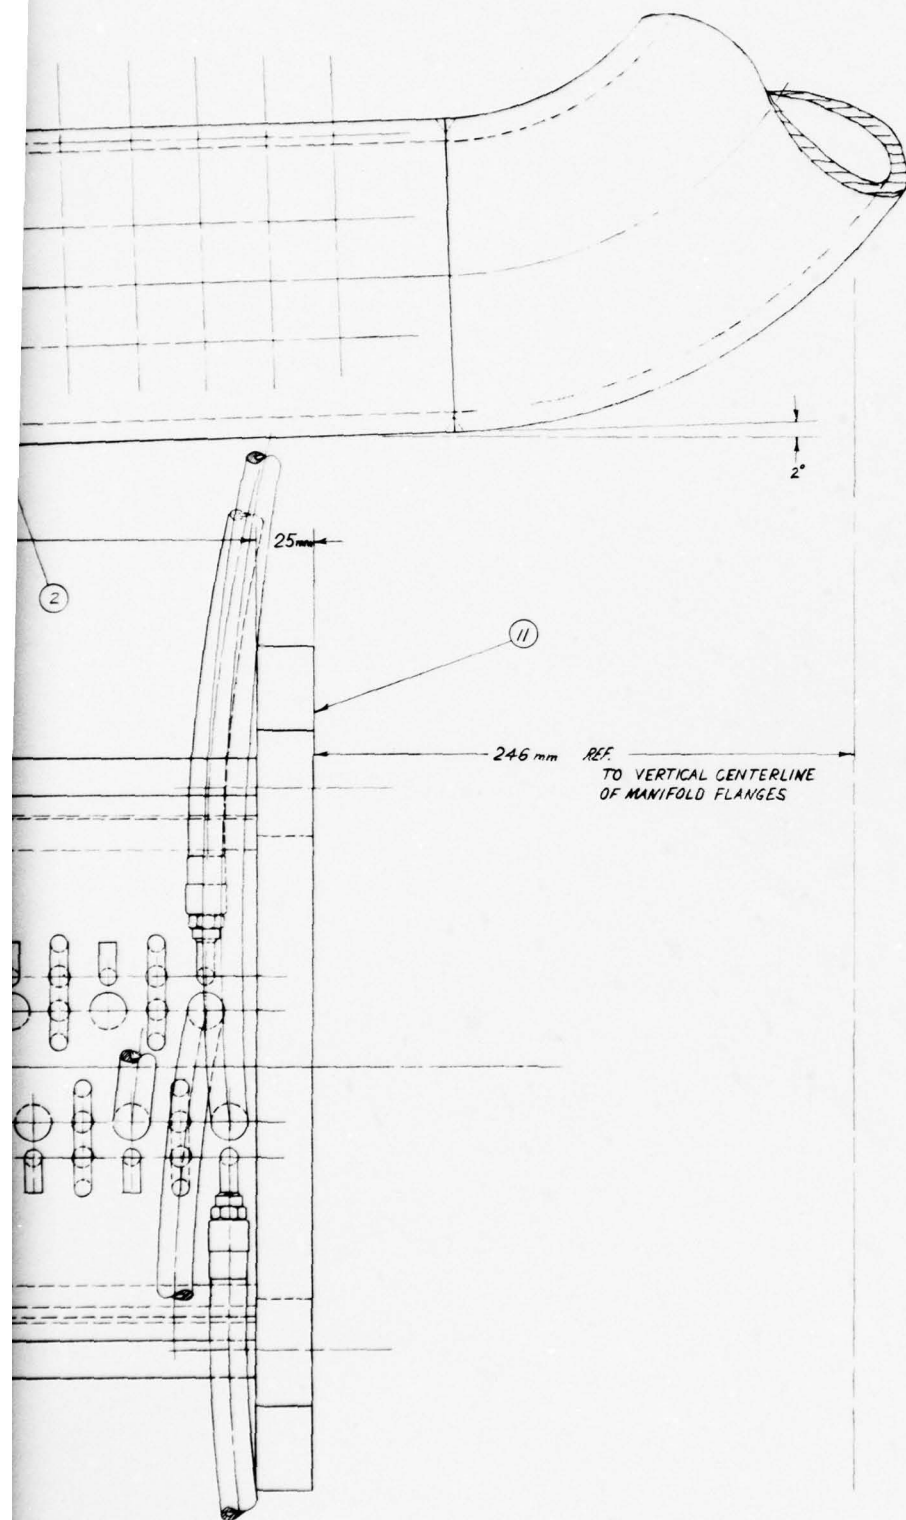 2°
25mm
2
11
246 mm REF.
TO VERTICAL CENTERLINE
OF MANIFOLD FLANGES